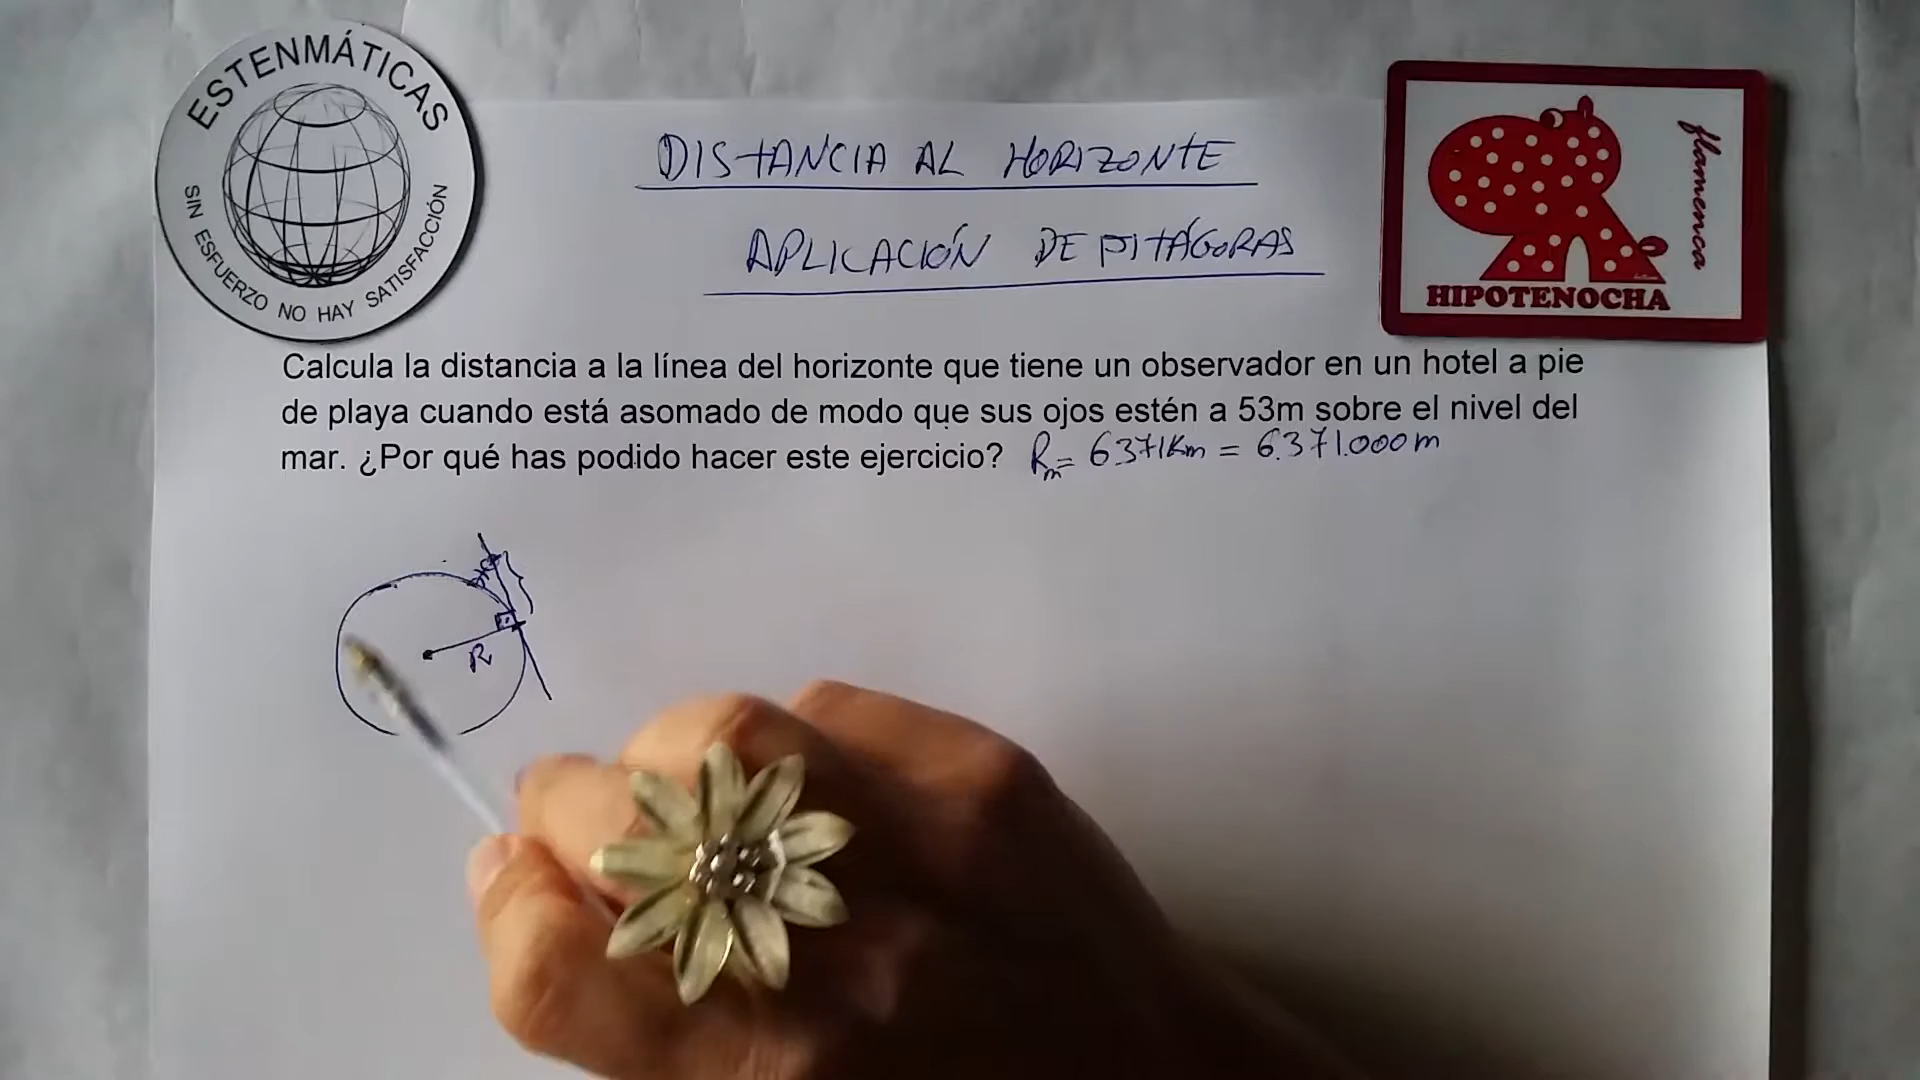 ESTENMÁTICAS
SIN ESFUERZO NO HAY SATISFACCIÓN
DISTANCIA AL HORIZONTE
APLICACIÓN DE PITÁGORAS
flamenca
HIPOTENOCHA
Calcula la distancia a la línea del horizonte que tiene un observador en un hotel a pie
de playa cuando está asomado de modo que sus ojos estén a 53m sobre el nivel del
mar. ¿Por qué has podido hacer este ejercicio? Rm = 6371Km = 6.371.000m
R